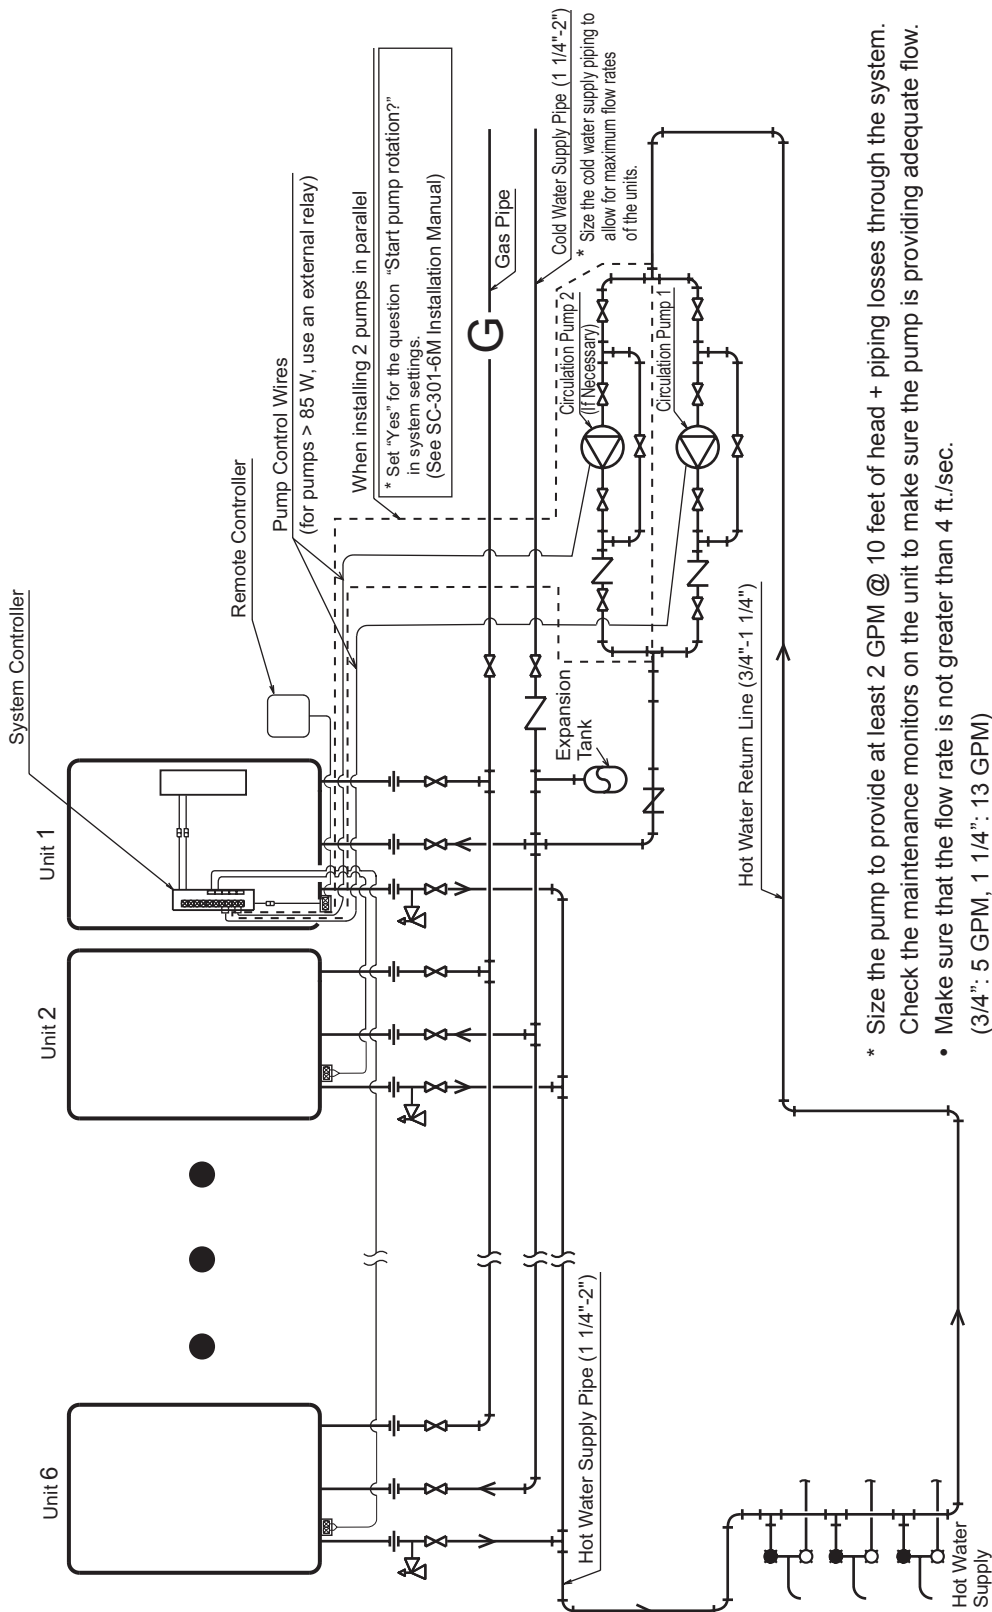 System Controller
Remote Controller
Pump Control Wires
(for pumps > 85 W, use an external relay)
When installing 2 pumps in parallel
* Set “Yes” for the question “Start pump rotation?”
in system settings.
(See SC-301-6M Installation Manual)
Unit 6
Unit 2
Unit 1
G
Gas Pipe
Cold Water Supply Pipe (1 1/4"-2")
* Size the cold water supply piping to
allow for maximum flow rates
of the units.
Expansion
Tank
Circulation Pump 2
(If Necessary)
Circulation Pump 1
Hot Water Supply Pipe (1 1/4"-2")
Hot Water Return Line (3/4"-1 1/4")
Hot Water
Supply
* Size the pump to provide at least 2 GPM @ 10 feet of head + piping losses through the system.
Check the maintenance monitors on the unit to make sure the pump is providing adequate flow.
• Make sure that the flow rate is not greater than 4 ft./sec.
(3/4”: 5 GPM, 1 1/4”: 13 GPM)